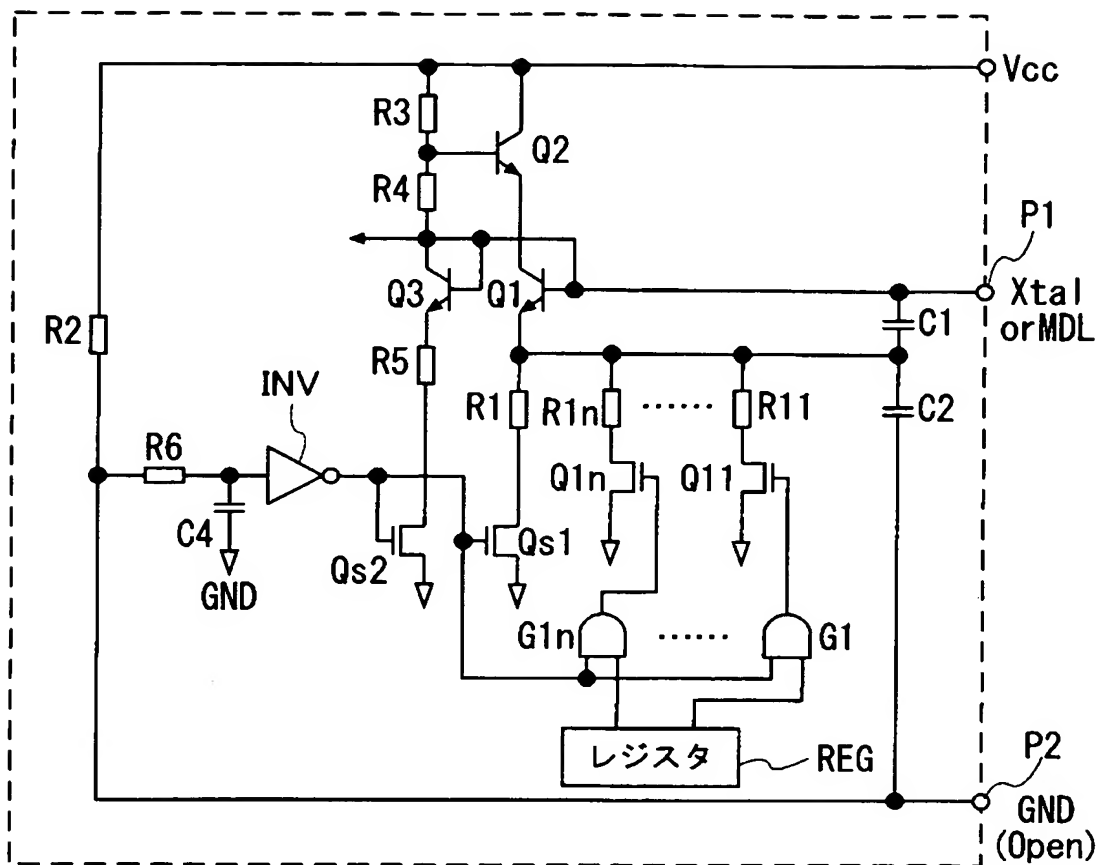 Vcc
R3
Q2
R4
P1
Q3
Q1
Xtal
orMDL
C1
R2
R5
INV
R1
R1n
‥‥‥
R11
C2
R6
Q1n
Q11
C4
Qs2
Qs1
GND
G1n
‥‥‥
G1
レジスタ
REG
P2
GND
(Open)